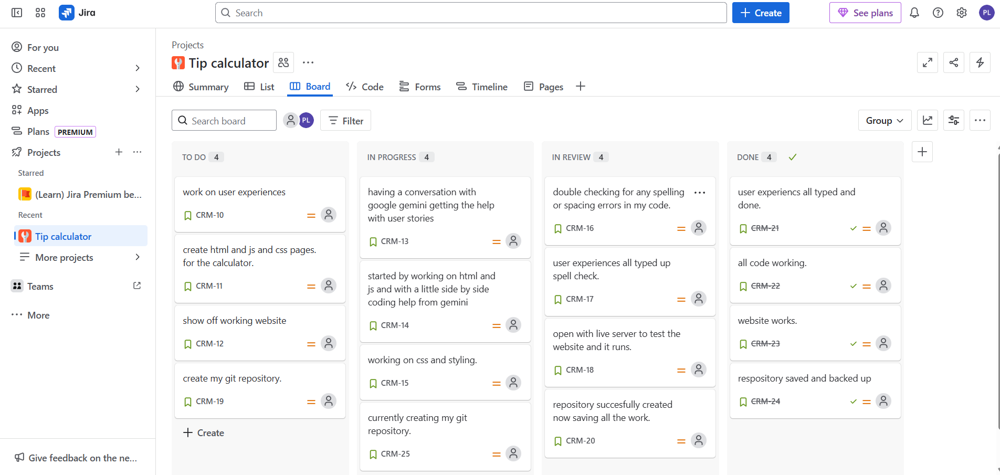 Jira
Search
Create
See plans
PL
For you
Recent
Starred
Apps
Plans PREMIUM
Projects
Starred
(Learn) Jira Premium be...
Recent
Tip calculator
More projects
Teams
More
Give feedback on the ne...
Projects
Tip calculator
Summary
List
Board
Code
Forms
Timeline
Pages
Search board
PL
Filter
Group
TO DO 4
work on user experiences
CRM-10
create html and js and css pages.
for the calculator.
CRM-11
show off working website
CRM-12
create my git repository.
CRM-19
Create
IN PROGRESS 4
having a conversation with
google gemini getting the help
with user stories
CRM-13
started by working on html and
js and with a little side by side
coding help from gemini
CRM-14
working on css and styling.
CRM-15
currently creating my git
repository.
CRM-25
IN REVIEW 4
double checking for any spelling
or spacing errors in my code.
CRM-16
user experiences all typed up
spell check.
CRM-17
open with live server to test the
website and it runs.
CRM-18
repository succesfully created
now saving all the work.
CRM-20
DONE 4
user experiencs all typed and
done.
CRM-21
all code working.
CRM-22
website works.
CRM-23
respository saved and backed up
CRM-24